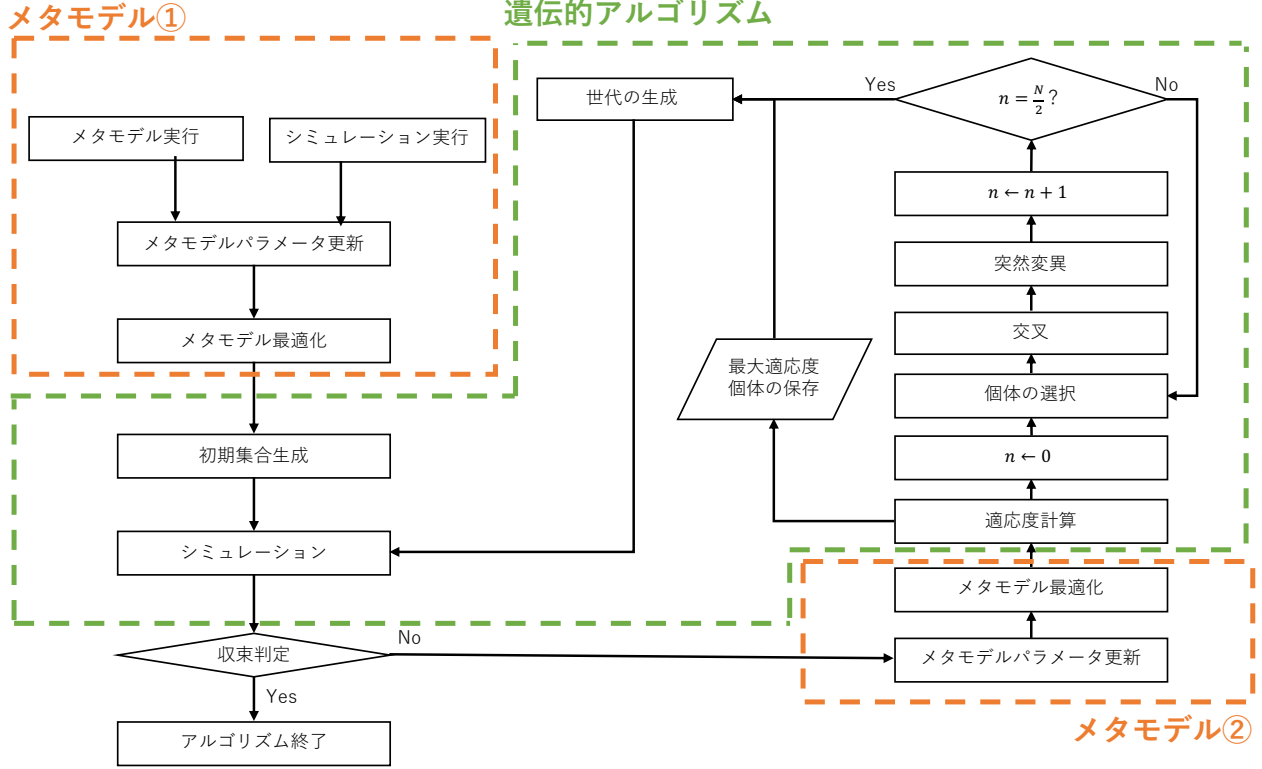 メタモデル①
メタモデル実行
シミュレーション実行
メタモデルパラメータ更新
メタモデル最適化
遺伝的アルゴリズム
初期集合生成
シミュレーション
収束判定
No
Yes
アルゴリズム終了
世代の生成
最大適応度
個体の保存
Yes
n = N/2 ?
No
n ← n + 1
突然変異
交叉
個体の選択
n ← 0
適応度計算
メタモデル最適化
メタモデルパラメータ更新
メタモデル②